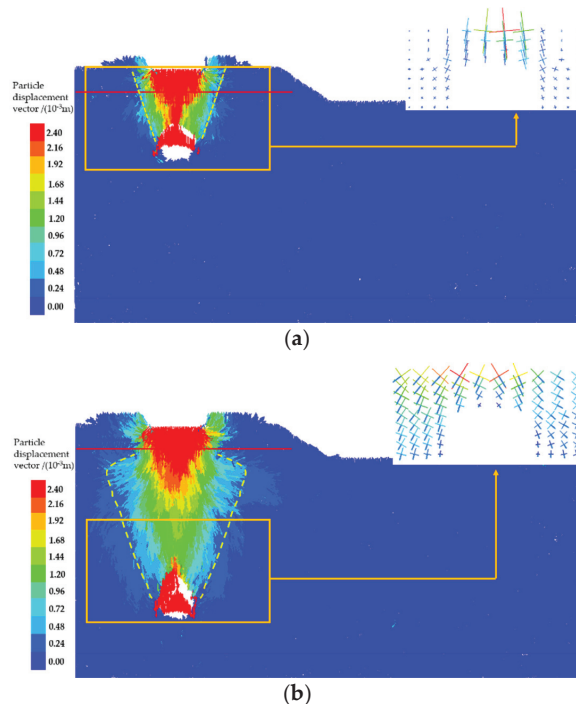 (a)
Particle
displacement
vector /(10⁻³m)
2.40
2.16
1.92
1.68
1.44
1.20
0.96
0.72
0.48
0.24
0.00
(a)
(b)
Particle
displacement
vector /(10⁻³m)
2.40
2.16
1.92
1.68
1.44
1.20
0.96
0.72
0.48
0.24
0.00
(b)